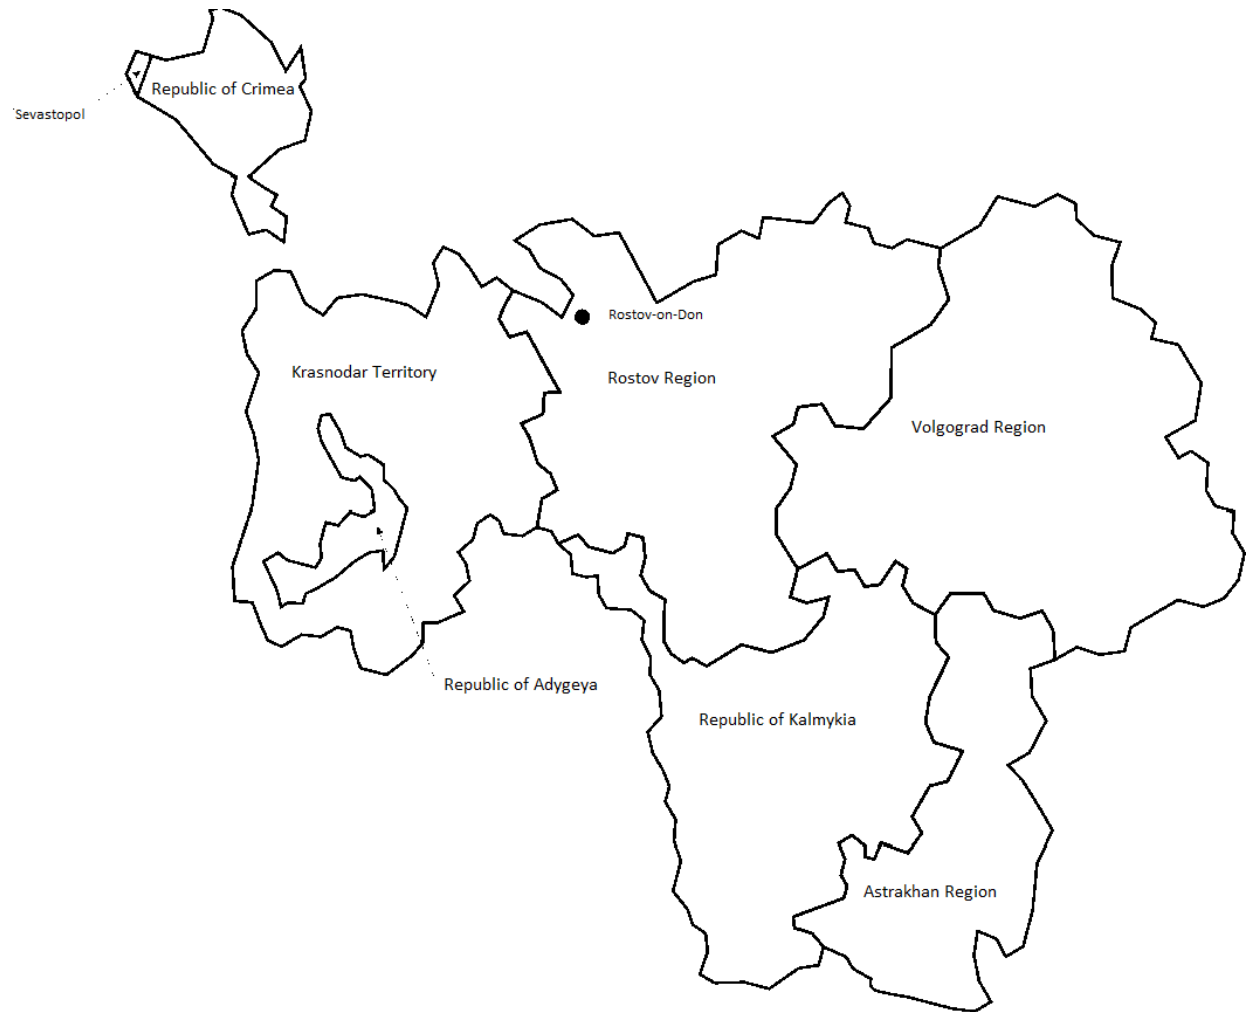 Republic of Crimea
'Sevastopol
Rostov-on-Don
Krasnodar Territory
Rostov Region
Volgograd Region
Republic of Adygeya
Republic of Kalmykia
Astrakhan Region